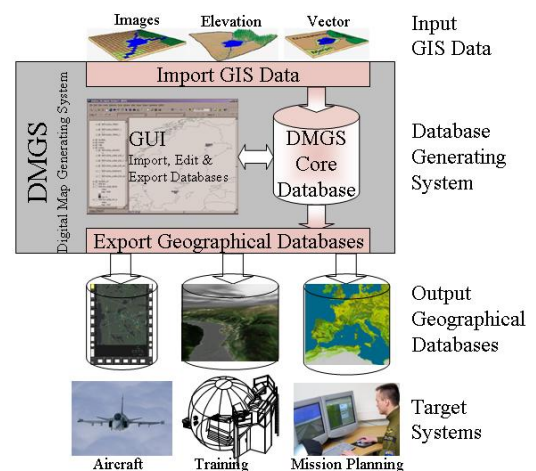 Images Elevation Vector
Input
GIS Data
Import GIS Data
DMGS
Digital Map Generating System
GUI
Import, Edit &
Export Databases
DMGS
Core
Database
Database
Generating
System
Export Geographical Databases
Output
Geographical
Databases
Target
Systems
Aircraft Training Mission Planning